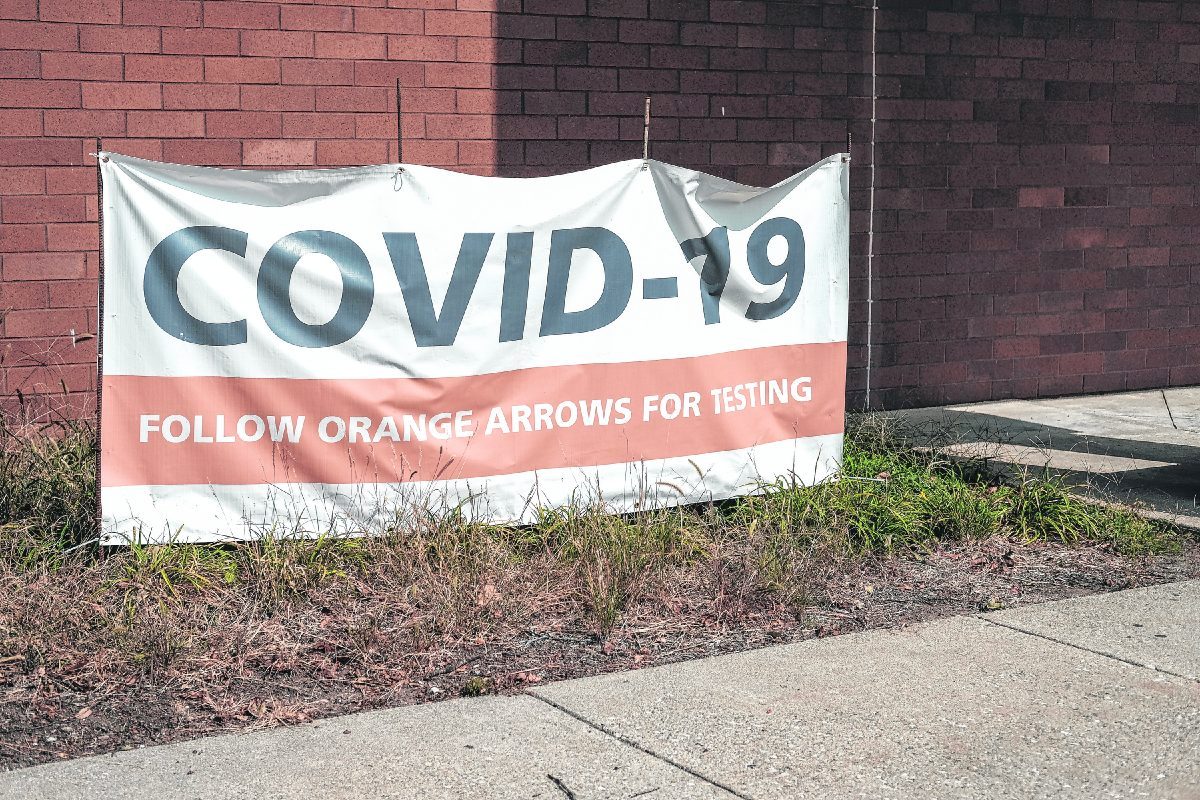 COVID-19
FOLLOW ORANGE ARROWS FOR TESTING